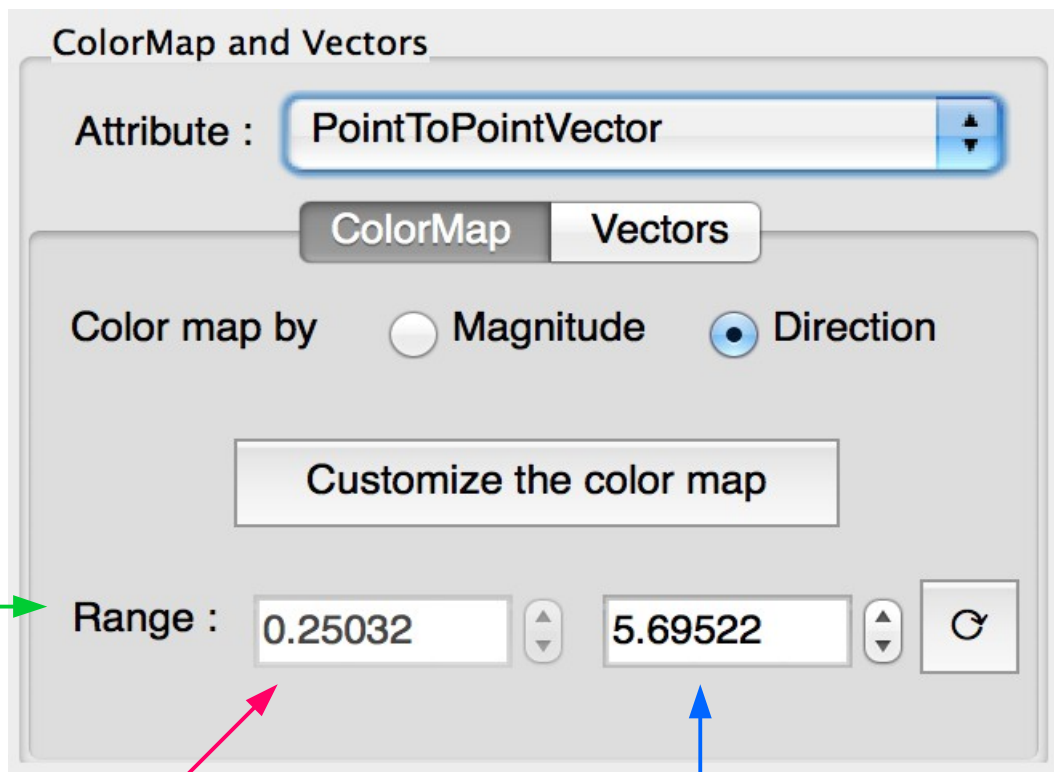 ColorMap and Vectors
Attribute : PointToPointVector
ColorMap Vectors
Color map by Magnitude Direction
Customize the color map
Range : 0.25032 5.69522